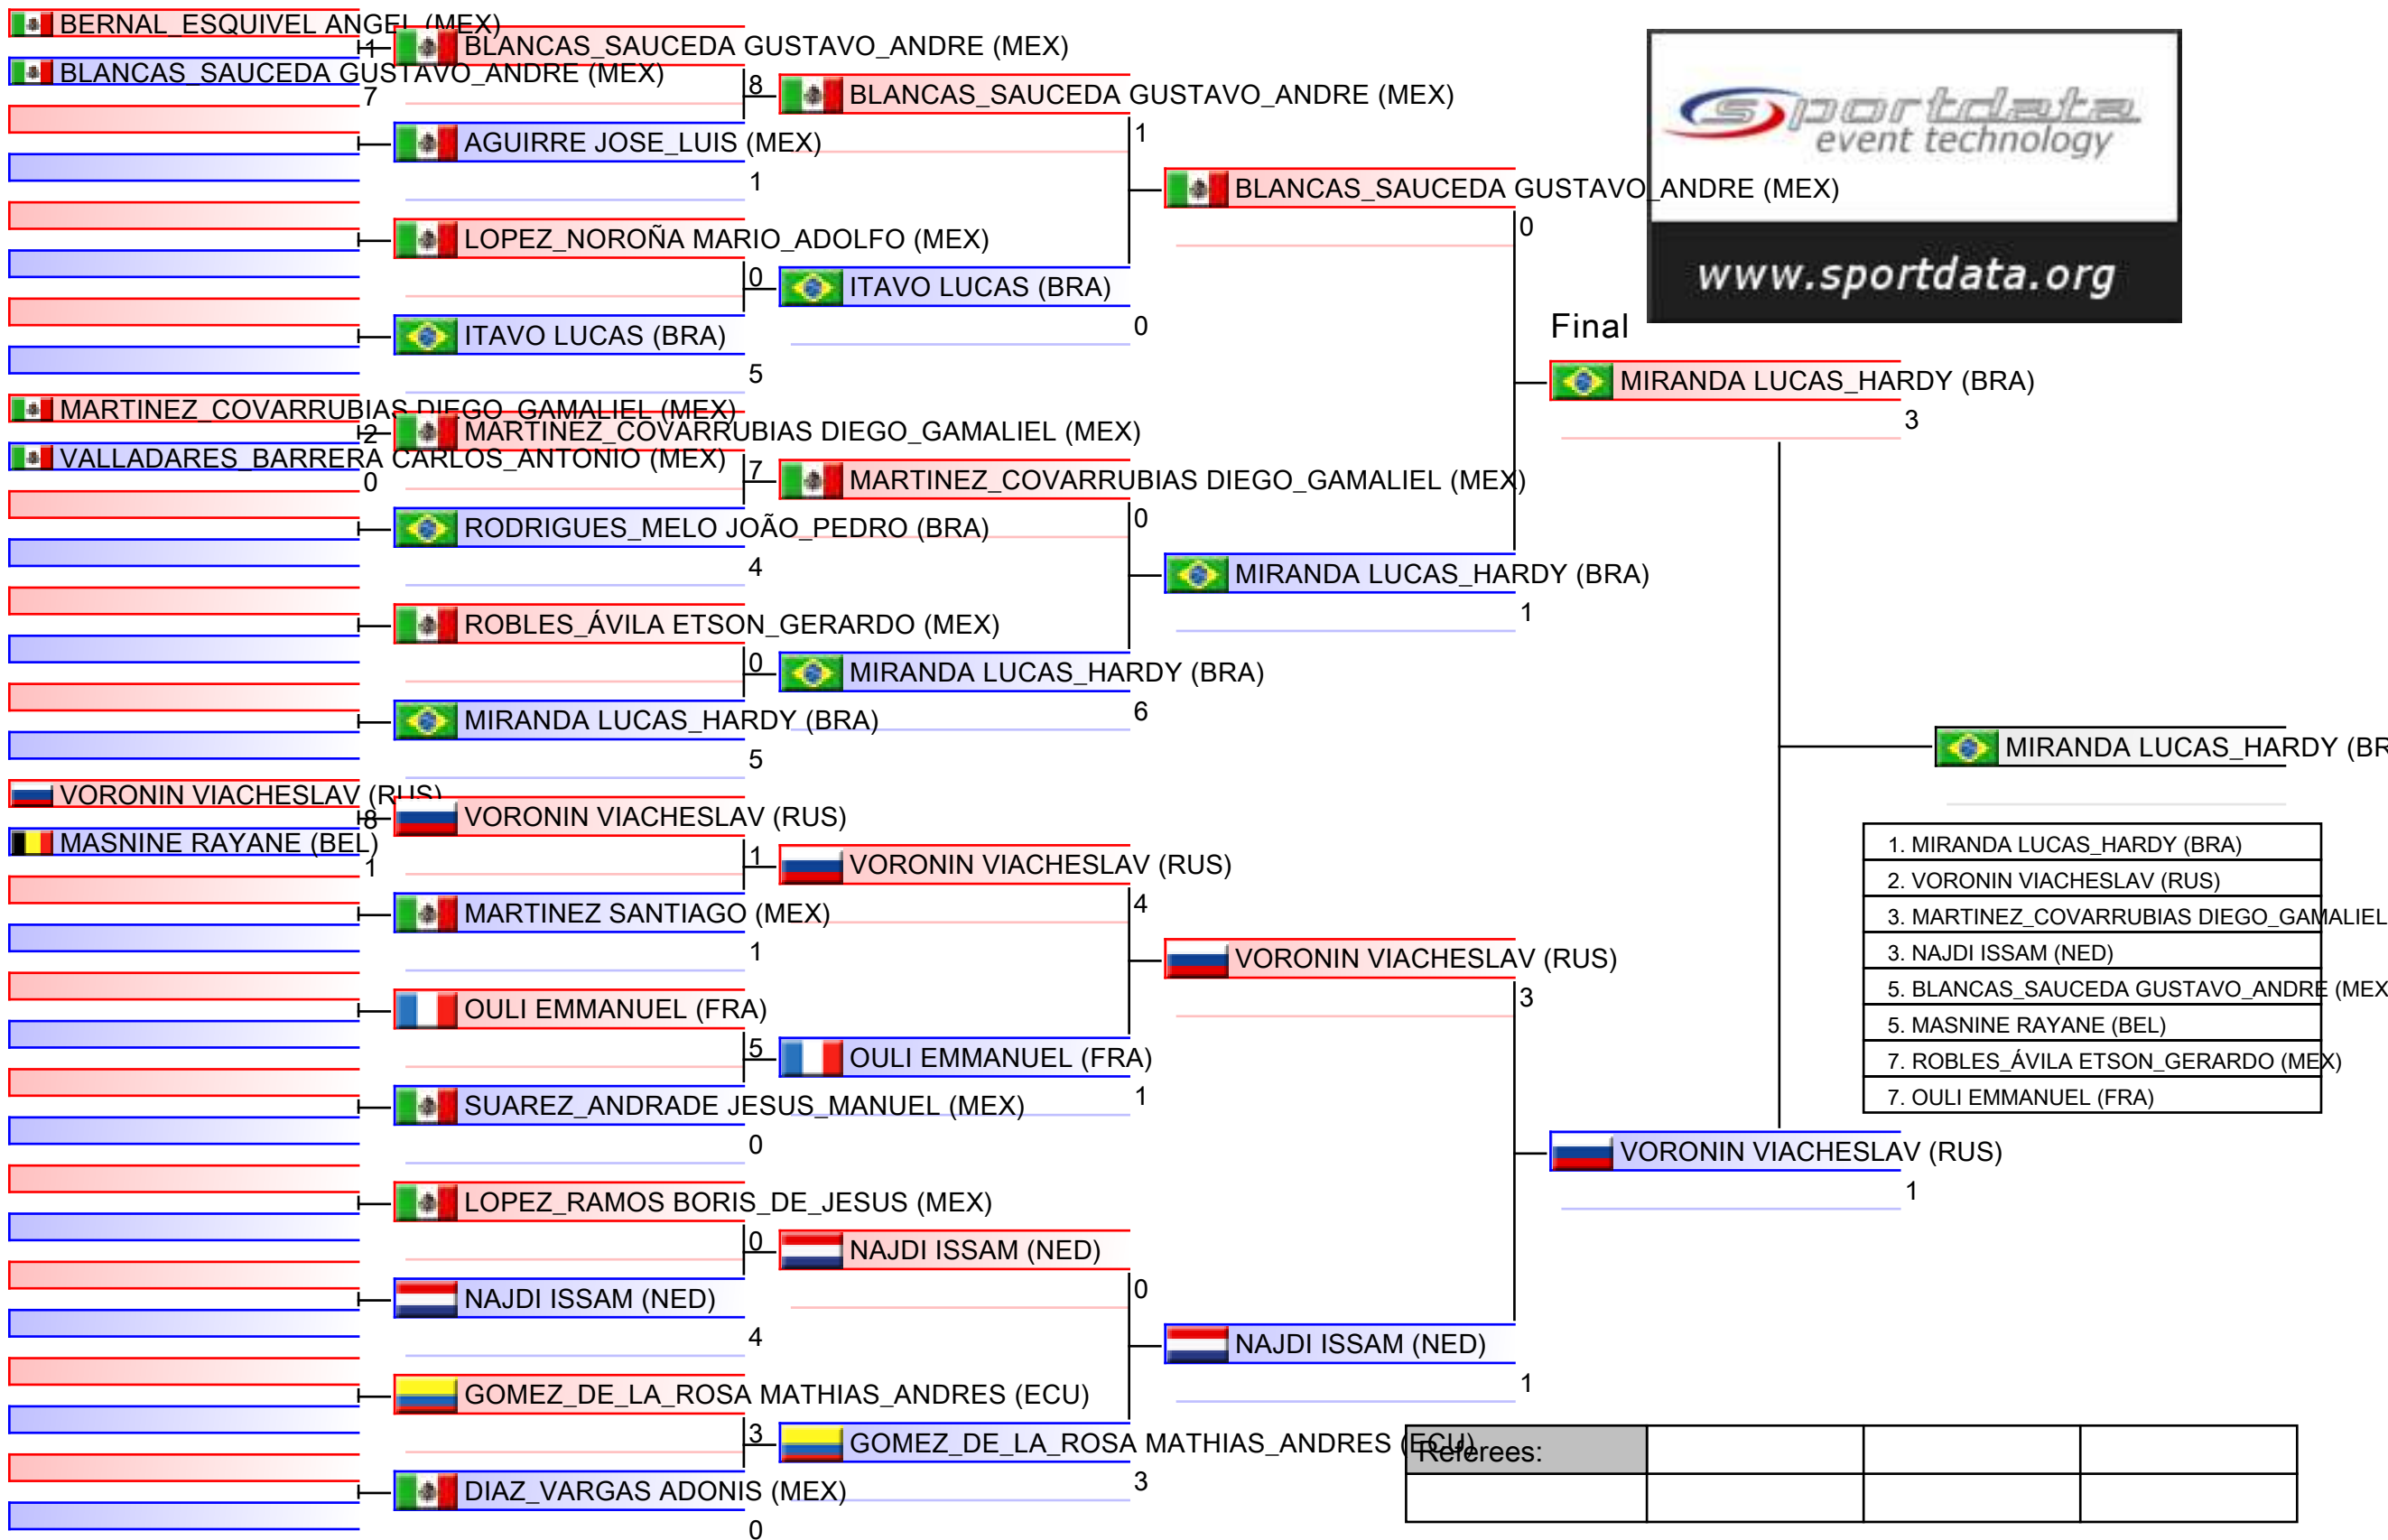 BERNAL_ESQUIVEL ANGEL (MEX)
1
BLANCAS_SAUCEDA GUSTAVO_ANDRE (MEX)
7
MARTINEZ_COVARRUBIAS DIEGO_GAMALIEL (MEX)
2
VALLADARES_BARRERA CARLOS_ANTONIO (MEX)
0
VORONIN VIACHESLAV (RUS)
8
MASNINE RAYANE (BEL)
1
BLANCAS_SAUCEDA GUSTAVO_ANDRE (MEX)
8
AGUIRRE JOSE_LUIS (MEX)
1
LOPEZ_NOROÑA MARIO_ADOLFO (MEX)
0
ITAVO LUCAS (BRA)
5
MARTINEZ_COVARRUBIAS DIEGO_GAMALIEL (MEX)
7
RODRIGUES_MELO JOÃO_PEDRO (BRA)
4
ROBLES_ÁVILA ETSON_GERARDO (MEX)
0
MIRANDA LUCAS_HARDY (BRA)
5
VORONIN VIACHESLAV (RUS)
1
MARTINEZ SANTIAGO (MEX)
1
OULI EMMANUEL (FRA)
5
SUAREZ_ANDRADE JESUS_MANUEL (MEX)
0
LOPEZ_RAMOS BORIS_DE_JESUS (MEX)
0
NAJDI ISSAM (NED)
4
GOMEZ_DE_LA_ROSA MATHIAS_ANDRES (ECU)
3
DIAZ_VARGAS ADONIS (MEX)
0
BLANCAS_SAUCEDA GUSTAVO_ANDRE (MEX)
1
ITAVO LUCAS (BRA)
0
MARTINEZ_COVARRUBIAS DIEGO_GAMALIEL (MEX)
0
MIRANDA LUCAS_HARDY (BRA)
6
VORONIN VIACHESLAV (RUS)
4
OULI EMMANUEL (FRA)
1
NAJDI ISSAM (NED)
0
GOMEZ_DE_LA_ROSA MATHIAS_ANDRES (ECU)
3
BLANCAS_SAUCEDA GUSTAVO_ANDRE (MEX)
0
MIRANDA LUCAS_HARDY (BRA)
1
VORONIN VIACHESLAV (RUS)
3
NAJDI ISSAM (NED)
1
sportdata
event technology
www.sportdata.org
Final
MIRANDA LUCAS_HARDY (BRA)
3
VORONIN VIACHESLAV (RUS)
1
MIRANDA LUCAS_HARDY (BR
1. MIRANDA LUCAS_HARDY (BRA)
2. VORONIN VIACHESLAV (RUS)
3. MARTINEZ_COVARRUBIAS DIEGO_GAMALIEL
3. NAJDI ISSAM (NED)
5. BLANCAS_SAUCEDA GUSTAVO_ANDRE (MEX
5. MASNINE RAYANE (BEL)
7. ROBLES_ÁVILA ETSON_GERARDO (MEX)
7. OULI EMMANUEL (FRA)
Referees: